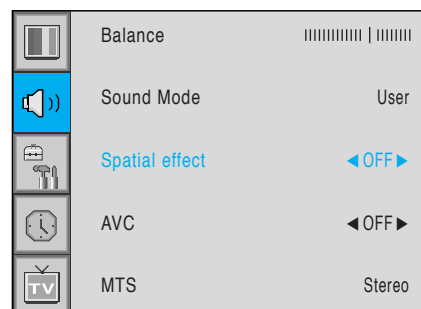 Balance
Sound Mode User
Spatial effect ◀ OFF ▶
AVC ◀ OFF ▶
MTS Stereo
TV